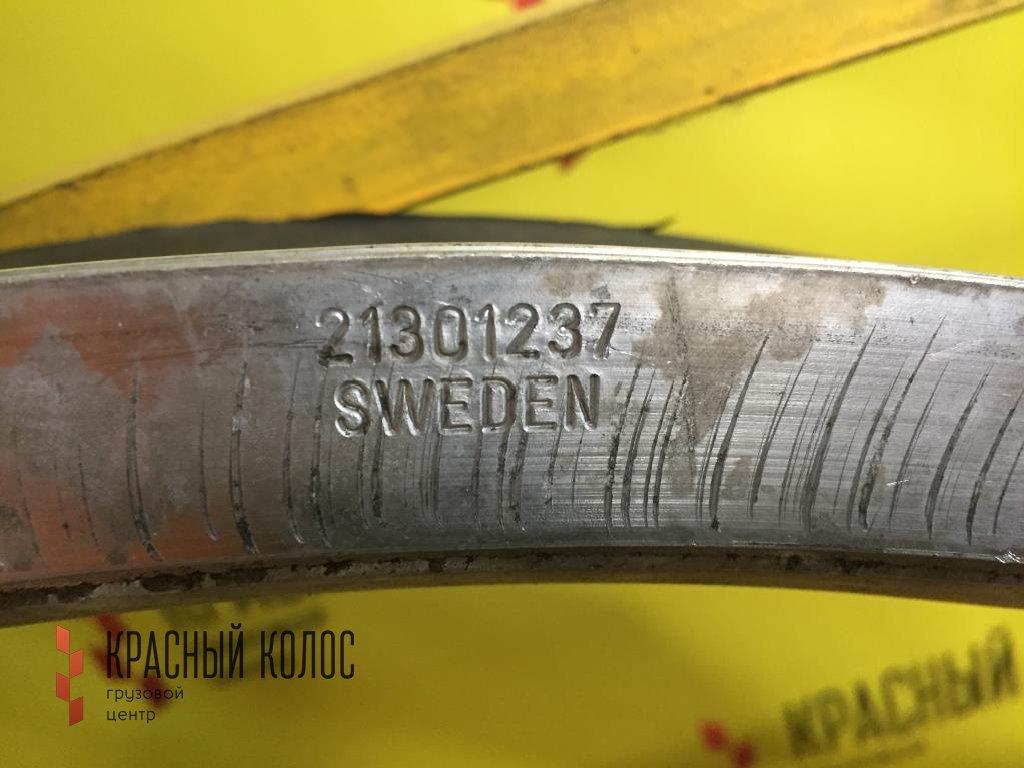 21301237
SWEDEN
КРАСНЫЙ КОЛОС
грузовой
центр
КРАСНЫЙ